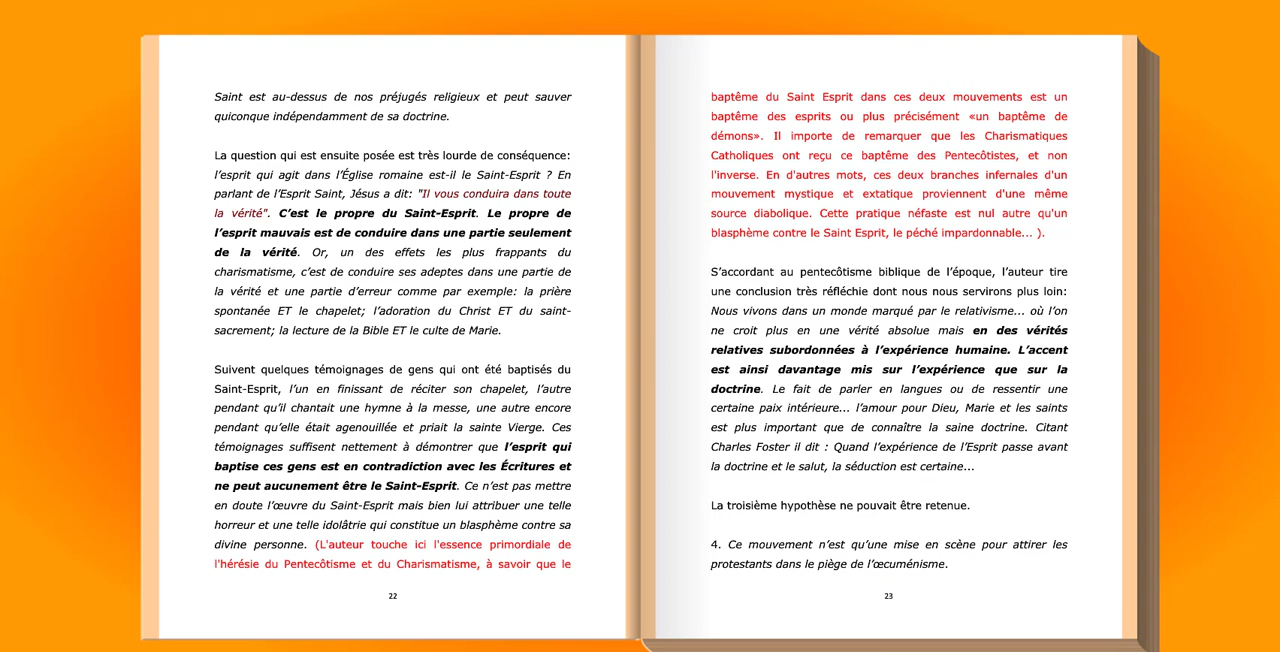 Saint est au-dessus de nos préjugés religieux et peut sauver
quiconque indépendamment de sa doctrine.
La question qui est ensuite posée est très lourde de conséquence:
l'esprit qui agit dans l'Église romaine est-il le Saint-Esprit ? En
parlant de l'Esprit Saint, Jésus a dit: "Il vous conduira dans toute
la vérité". C'est le propre du Saint-Esprit. Le propre de
l'esprit mauvais est de conduire dans une partie seulement
de la vérité. Or, un des effets les plus frappants du
charismatisme, c'est de conduire ses adeptes dans une partie de
la vérité et une partie d'erreur comme par exemple: la prière
spontanée ET le chapelet; l'adoration du Christ ET du saint-
sacrement; la lecture de la Bible ET le culte de Marie.
Suivent quelques témoignages de gens qui ont été baptisés du
Saint-Esprit, l'un en finissant de réciter son chapelet, l'autre
pendant qu'il chantait une hymne à la messe, une autre encore
pendant qu'elle était agenouillée et priait la sainte Vierge. Ces
témoignages suffisent nettement à démontrer que l'esprit qui
baptise ces gens est en contradiction avec les Écritures et
ne peut aucunement être le Saint-Esprit. Ce n'est pas mettre
en doute l'œuvre du Saint-Esprit mais bien lui attribuer une telle
horreur et une telle idolâtrie qui constitue un blasphème contre sa
divine personne. (L'auteur touche ici l'essence primordiale de
l'hérésie du Pentecôtisme et du Charismatisme, à savoir que le
22
baptême du Saint Esprit dans ces deux mouvements est un
baptême des esprits ou plus précisément «un baptême de
démons». Il importe de remarquer que les Charismatiques
Catholiques ont reçu ce baptême des Pentecôtistes, et non
l'inverse. En d'autres mots, ces deux branches infernales d'un
mouvement mystique et extatique proviennent d'une même
source diabolique. Cette pratique néfaste est nul autre qu'un
blasphème contre le Saint Esprit, le péché impardonnable... ).
S'accordant au pentecôtisme biblique de l'époque, l'auteur tire
une conclusion très réfléchie dont nous nous servirons plus loin:
Nous vivons dans un monde marqué par le relativisme... où l'on
ne croit plus en une vérité absolue mais en des vérités
relatives subordonnées à l'expérience humaine. L'accent
est ainsi davantage mis sur l'expérience que sur la
doctrine. Le fait de parler en langues ou de ressentir une
certaine paix intérieure... l'amour pour Dieu, Marie et les saints
est plus important que de connaître la saine doctrine. Citant
Charles Foster il dit : Quand l'expérience de l'Esprit passe avant
la doctrine et le salut, la séduction est certaine...
La troisième hypothèse ne pouvait être retenue.
4. Ce mouvement n'est qu'une mise en scène pour attirer les
protestants dans le piège de l'œcuménisme.
23